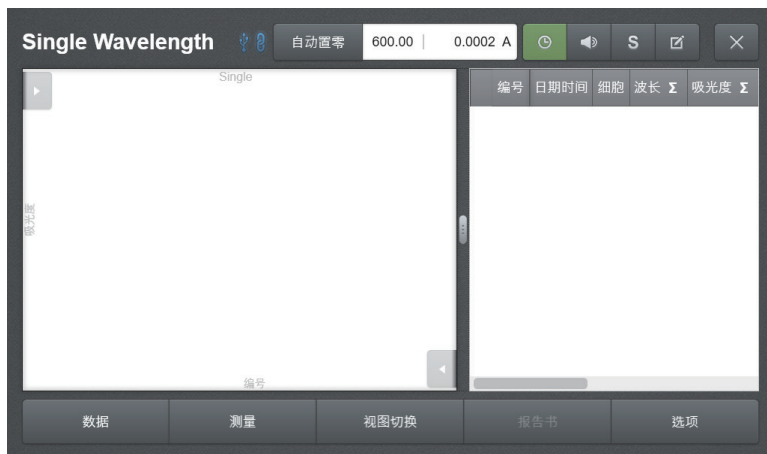 Single Wavelength 自动置零 600.00 | 0.0002 A S
Single
吸光度
编号
编号 日期时间 细胞 波长 Σ 吸光度 Σ
数据 测量 视图切换 报告书 选项